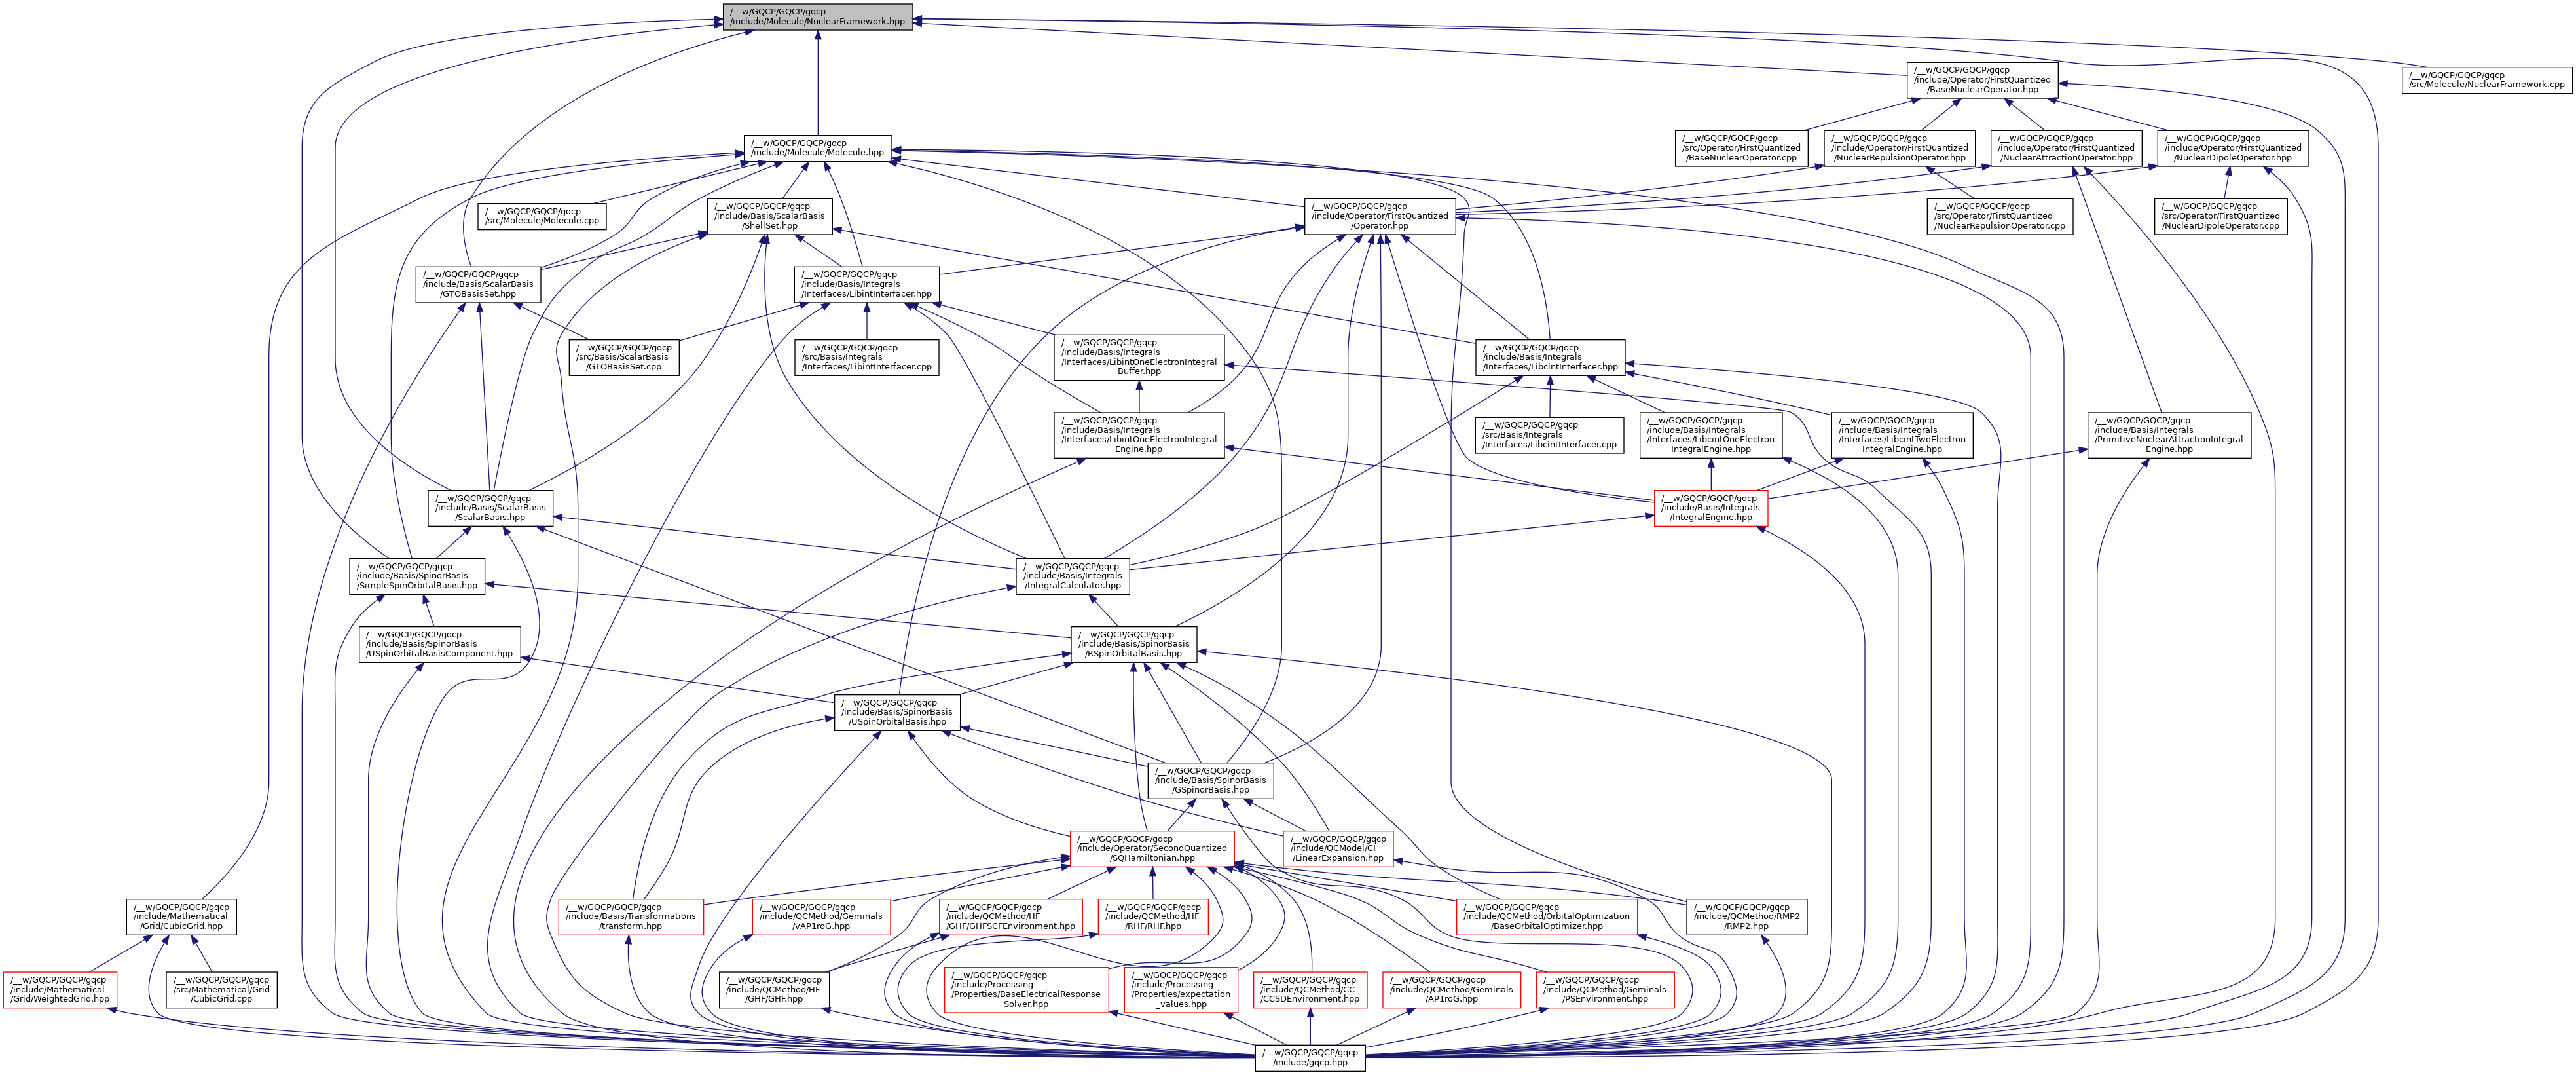 /__w/GQCP/GQCP/gqcp
/include/Molecule/NuclearFramework.hpp
/__w/GQCP/GQCP/gqcp
/include/Operator/FirstQuantized
/BaseNuclearOperator.hpp
/__w/GQCP/GQCP/gqcp
/src/Molecule/NuclearFramework.cpp
/__w/GQCP/GQCP/gqcp
/include/Molecule/Molecule.hpp
/__w/GQCP/GQCP/gqcp
/src/Operator/FirstQuantized
/BaseNuclearOperator.cpp
/__w/GQCP/GQCP/gqcp
/include/Operator/FirstQuantized
/NuclearRepulsionOperator.hpp
/__w/GQCP/GQCP/gqcp
/include/Operator/FirstQuantized
/NuclearAttractionOperator.hpp
/__w/GQCP/GQCP/gqcp
/include/Operator/FirstQuantized
/NuclearDipoleOperator.hpp
/__w/GQCP/GQCP/gqcp
/src/Molecule/Molecule.cpp
/__w/GQCP/GQCP/gqcp
/include/Basis/ScalarBasis
/ShellSet.hpp
/__w/GQCP/GQCP/gqcp
/include/Operator/FirstQuantized
/Operator.hpp
/__w/GQCP/GQCP/gqcp
/src/Operator/FirstQuantized
/NuclearRepulsionOperator.cpp
/__w/GQCP/GQCP/gqcp
/src/Operator/FirstQuantized
/NuclearDipoleOperator.cpp
/__w/GQCP/GQCP/gqcp
/include/Basis/ScalarBasis
/GTOBasisSet.hpp
/__w/GQCP/GQCP/gqcp
/include/Basis/Integrals
/Interfaces/LibintInterfacer.hpp
/__w/GQCP/GQCP/gqcp
/src/Basis/ScalarBasis
/GTOBasisSet.cpp
/__w/GQCP/GQCP/gqcp
/src/Basis/Integrals
/Interfaces/LibintInterfacer.cpp
/__w/GQCP/GQCP/gqcp
/include/Basis/Integrals
/Interfaces/LibintOneElectronIntegral
Buffer.hpp
/__w/GQCP/GQCP/gqcp
/include/Basis/Integrals
/Interfaces/LibcintInterfacer.hpp
/__w/GQCP/GQCP/gqcp
/include/Basis/Integrals
/Interfaces/LibintOneElectronIntegral
Engine.hpp
/__w/GQCP/GQCP/gqcp
/src/Basis/Integrals
/Interfaces/LibcintInterfacer.cpp
/__w/GQCP/GQCP/gqcp
/include/Basis/Integrals
/Interfaces/LibcintOneElectron
IntegralEngine.hpp
/__w/GQCP/GQCP/gqcp
/include/Basis/Integrals
/Interfaces/LibcintTwoElectron
IntegralEngine.hpp
/__w/GQCP/GQCP/gqcp
/include/Basis/Integrals
/PrimitiveNuclearAttractionIntegral
Engine.hpp
/__w/GQCP/GQCP/gqcp
/include/Basis/ScalarBasis
/ScalarBasis.hpp
/__w/GQCP/GQCP/gqcp
/include/Basis/Integrals
/IntegralEngine.hpp
/__w/GQCP/GQCP/gqcp
/include/Basis/SpinorBasis
/SimpleSpinOrbitalBasis.hpp
/__w/GQCP/GQCP/gqcp
/include/Basis/Integrals
/IntegralCalculator.hpp
/__w/GQCP/GQCP/gqcp
/include/Basis/SpinorBasis
/USpinOrbitalBasisComponent.hpp
/__w/GQCP/GQCP/gqcp
/include/Basis/SpinorBasis
/RSpinOrbitalBasis.hpp
/__w/GQCP/GQCP/gqcp
/include/Basis/SpinorBasis
/USpinOrbitalBasis.hpp
/__w/GQCP/GQCP/gqcp
/include/Basis/SpinorBasis
/GSpinorBasis.hpp
/__w/GQCP/GQCP/gqcp
/include/Operator/SecondQuantized
/SQHamiltonian.hpp
/__w/GQCP/GQCP/gqcp
/include/QCModel/CI
/LinearExpansion.hpp
/__w/GQCP/GQCP/gqcp
/include/Mathematical
/Grid/CubicGrid.hpp
/__w/GQCP/GQCP/gqcp
/include/Basis/Transformations
/transform.hpp
/__w/GQCP/GQCP/gqcp
/include/QCMethod/Geminals
/vAP1roG.hpp
/__w/GQCP/GQCP/gqcp
/include/QCMethod/HF
/GHF/GHFSCFEnvironment.hpp
/__w/GQCP/GQCP/gqcp
/include/QCMethod/HF
/RHF/RHF.hpp
/__w/GQCP/GQCP/gqcp
/include/QCMethod/OrbitalOptimization
/BaseOrbitalOptimizer.hpp
/__w/GQCP/GQCP/gqcp
/include/QCMethod/RMP2
/RMP2.hpp
/__w/GQCP/GQCP/gqcp
/include/Mathematical
/Grid/WeightedGrid.hpp
/__w/GQCP/GQCP/gqcp
/src/Mathematical/Grid
/CubicGrid.cpp
/__w/GQCP/GQCP/gqcp
/include/QCMethod/HF
/GHF/GHF.hpp
/__w/GQCP/GQCP/gqcp
/include/Processing
/Properties/BaseElectricalResponse
Solver.hpp
/__w/GQCP/GQCP/gqcp
/include/Processing
/Properties/expectation
_values.hpp
/__w/GQCP/GQCP/gqcp
/include/QCMethod/CC
/CCSDEnvironment.hpp
/__w/GQCP/GQCP/gqcp
/include/QCMethod/Geminals
/AP1roG.hpp
/__w/GQCP/GQCP/gqcp
/include/QCMethod/Geminals
/PSEnvironment.hpp
/__w/GQCP/GQCP/gqcp
/include/gqcp.hpp